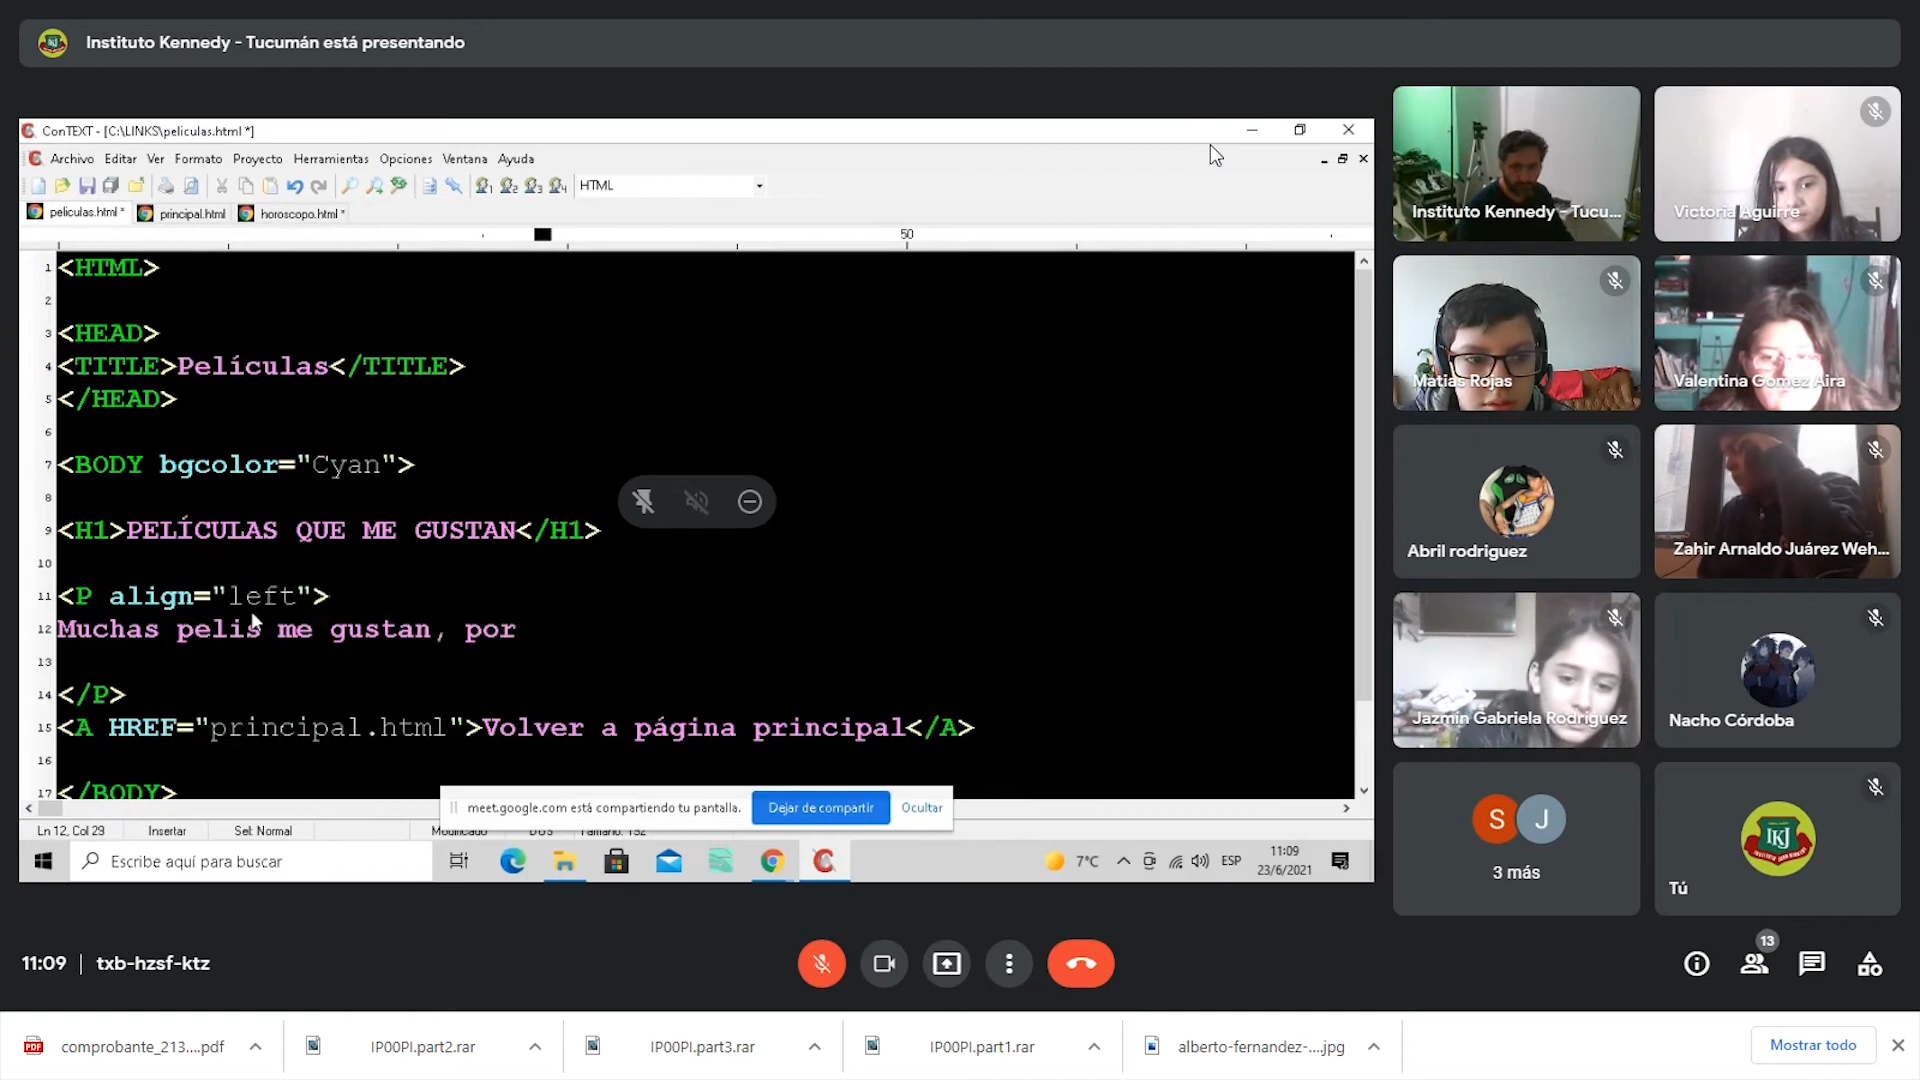 Instituto Kennedy - Tucumán está presentando
ConTEXT - [C:\LINKS\peliculas.html *]
Archivo Editar Ver Formato Proyecto Herramientas Opciones Ventana Ayuda
HTML
peliculas.html * principal.html horoscopo.html *
50
1 <HTML>
2
3 <HEAD>
4 <TITLE>Películas</TITLE>
5 </HEAD>
6
7 <BODY bgcolor="Cyan">
8
9 <H1>PELÍCULAS QUE ME GUSTAN</H1>
10
11 <P align="left">
12 Muchas pelis me gustan, por
13
14 </P>
15 <A HREF="principal.html">Volver a página principal</A>
16
17 </BODY>
meet.google.com está compartiendo tu pantalla. Dejar de compartir Ocultar
Ln 12, Col 29 Insertar Sel: Normal Modificado DOS Tamaño: 152
Escribe aquí para buscar
7°C ESP 11:09
23/6/2021
Instituto Kennedy - Tucu...
Victoria Aguirre
Matias Rojas
Valentina Gomez Aira
Abril rodriguez
Zahir Arnaldo Juárez Weh...
Jazmin Gabriela Rodriguez
Nacho Córdoba
S J
3 más
IKJ
Tú
11:09 | txb-hzsf-ktz
13
PDF comprobante_213....pdf
IP00PI.part2.rar
IP00PI.part3.rar
IP00PI.part1.rar
alberto-fernandez-....jpg
Mostrar todo